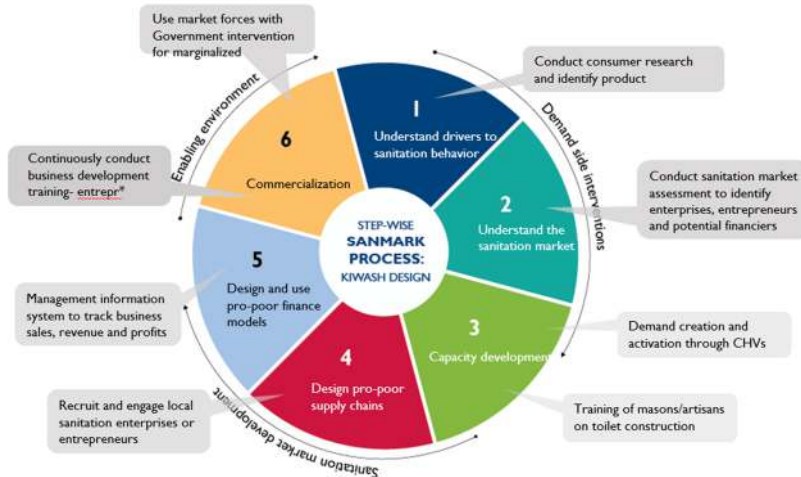 Use market forces with
Government intervention
for marginalized
Conduct consumer research
and identify product
Enabling environment
Demand side interventions
1
Understand drivers to
sanitation behavior
6
Commercialization
Continuously conduct
business development
training- entrepr*
2
Understand the
sanitation market
Conduct sanitation market
assessment to identify
enterprises, entrepreneurs
and potential financiers
STEP-WISE
SANMARK
PROCESS:
KIWASH DESIGN
5
Design and use
pro-poor finance
models
Management information
system to track business
sales, revenue and profits
3
Capacity development
Demand creation and
activation through CHVs
4
Design pro-poor
supply chains
Recruit and engage local
sanitation enterprises or
entrepreneurs
Training of masons/artisans
on toilet construction
Sanitation market development